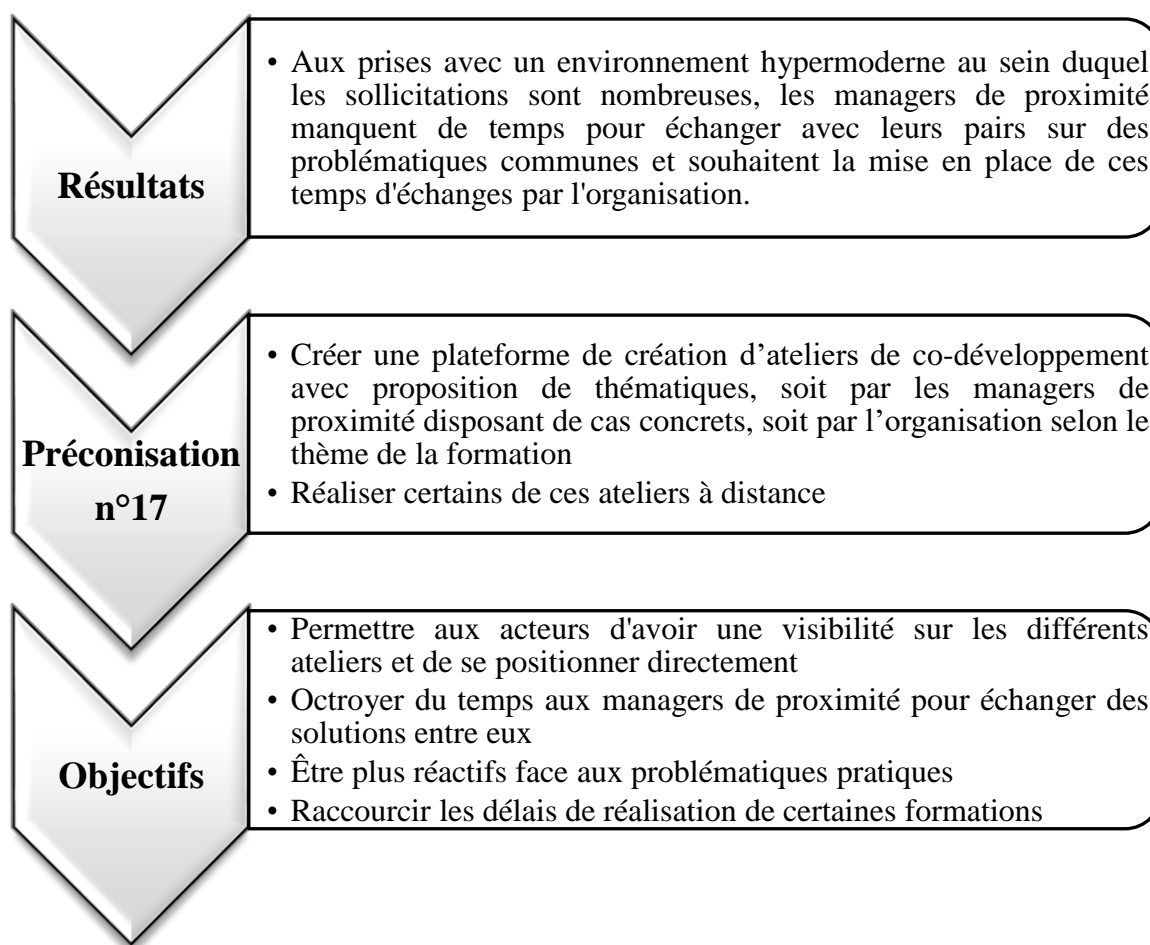 Résultats
• Aux prises avec un environnement hypermoderne au sein duquel
les sollicitations sont nombreuses, les managers de proximité
manquent de temps pour échanger avec leurs pairs sur des
problématiques communes et souhaitent la mise en place de ces
temps d'échanges par l'organisation.
Préconisation
n°17
• Créer une plateforme de création d’ateliers de co-développement
avec proposition de thématiques, soit par les managers de
proximité disposant de cas concrets, soit par l’organisation selon le
thème de la formation
• Réaliser certains de ces ateliers à distance
Objectifs
• Permettre aux acteurs d'avoir une visibilité sur les différents
ateliers et de se positionner directement
• Octroyer du temps aux managers de proximité pour échanger des
solutions entre eux
• Être plus réactifs face aux problématiques pratiques
• Raccourcir les délais de réalisation de certaines formations